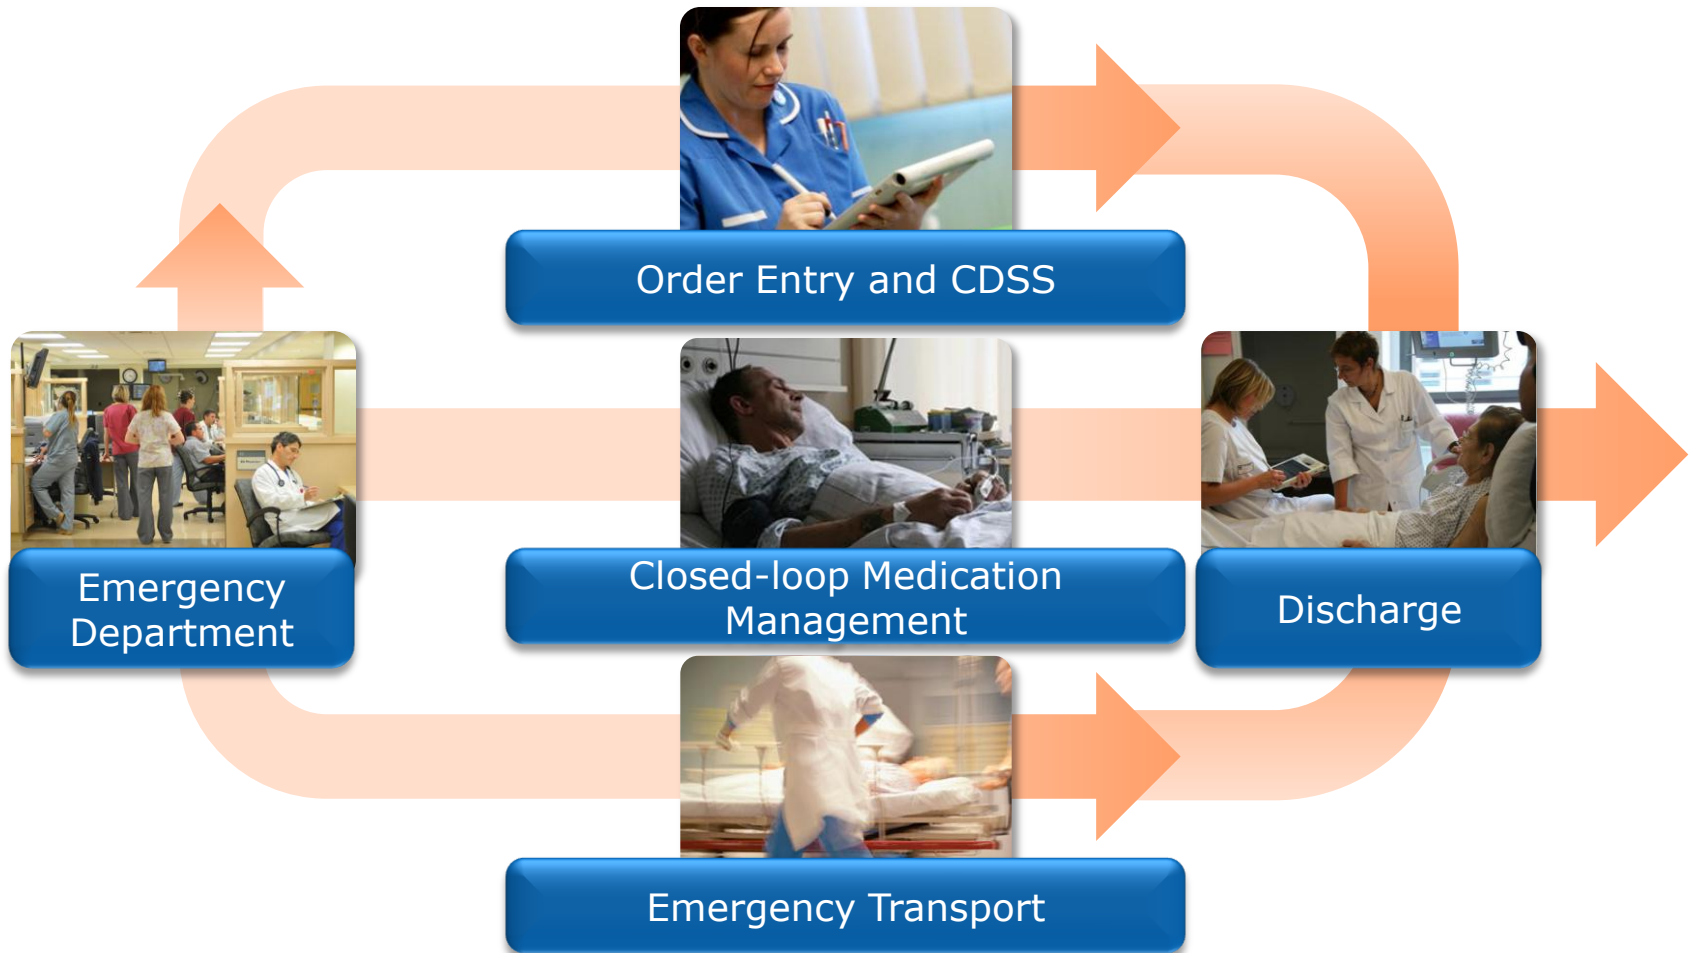 Order Entry and CDSS
Emergency
Department
Closed-loop Medication
Management
Discharge
Emergency Transport